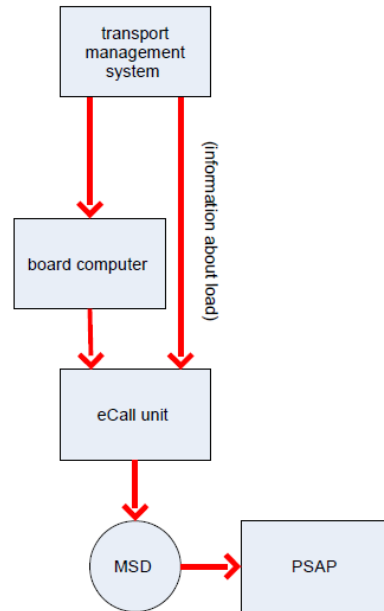 transport
management
system
(information about load)
board computer
eCall unit
MSD
PSAP